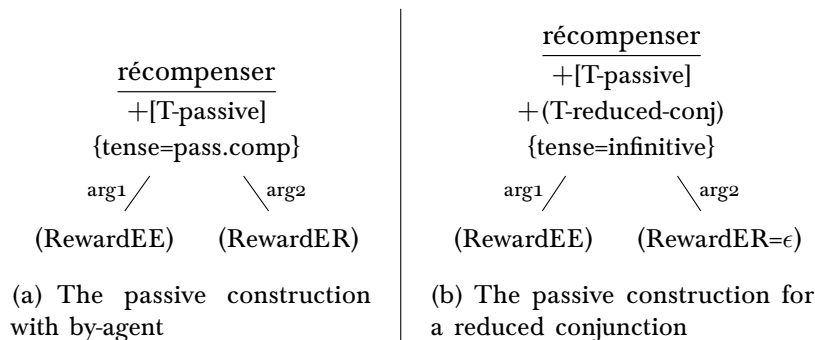 récompenser
+[T-passive]
{tense=pass.comp}
arg1 arg2
(RewardEE) (RewardER)
(a) The passive construction
with by-agent
récompenser
+[T-passive]
+(T-reduced-conj)
{tense=infinitive}
arg1 arg2
(RewardEE) (RewardER=ϵ)
(b) The passive construction for
a reduced conjunction